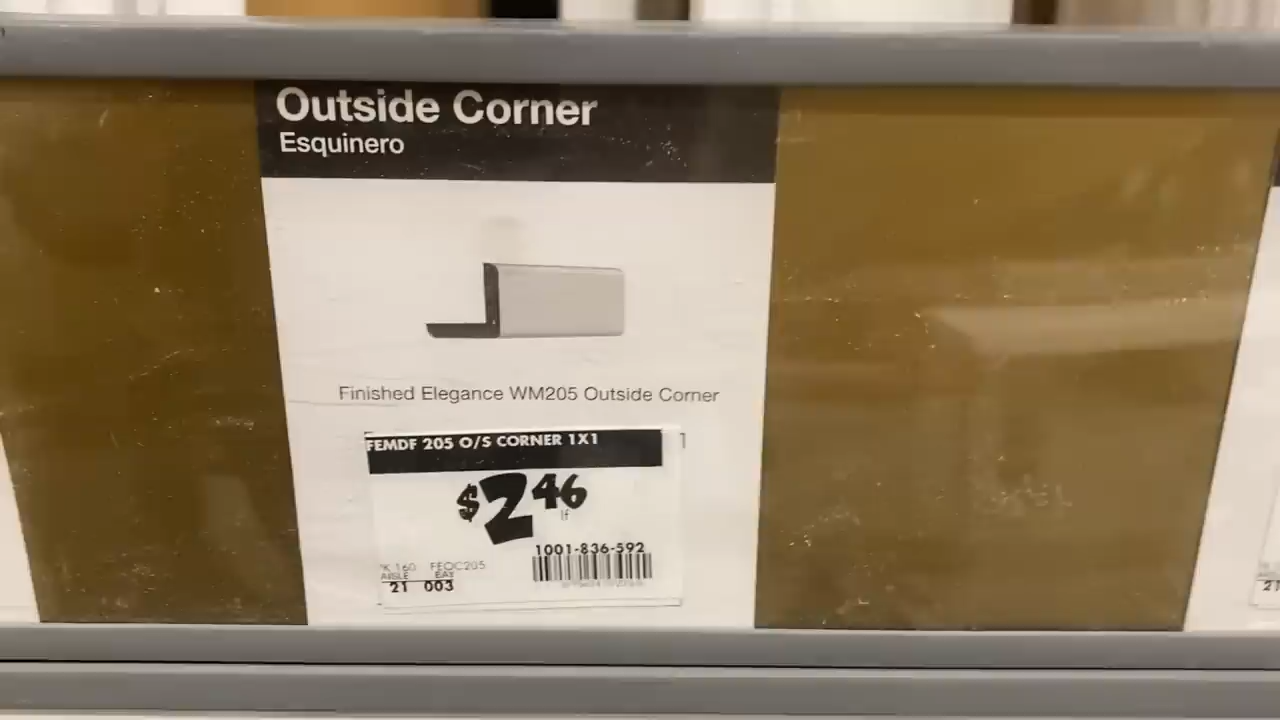 Outside Corner
Esquinero
Finished Elegance WM205 Outside Corner
FEMDF 205 O/S CORNER 1X1
$2 46
lf
1001-836-592
160 FEOC205
AISLE BAY
21 003